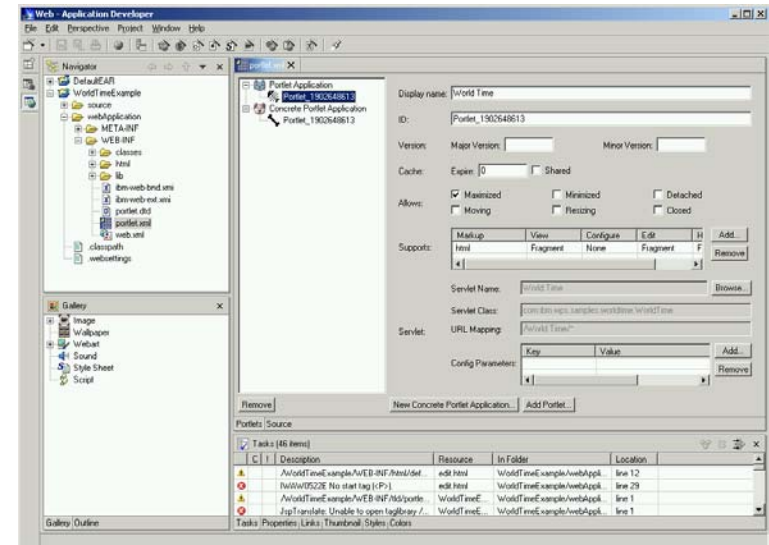 Web - Application Developer
File Edit Perspective Project Window Help
Navigator
DefaultEAR
WorldTimeExample
source
webApplication
META-INF
WEB-INF
classes
html
lib
ibm-web-bnd.xmi
ibm-web-ext.xmi
portlet.dtd
portlet.xml
web.xml
.classpath
.websettings
Gallery
Image
Wallpaper
Webart
Sound
Style Sheet
Script
Gallery Outline
portlet.xml
Portlet Application
Portlet_1902648613
Concrete Portlet Application
Portlet_1902648613
Remove
Display name: World Time
ID: Portlet_1902648613
Version: Major Version: Minor Version:
Cache: Expire: 0 Shared
Allows: Maximized Minimized Detached
Moving Resizing Closed
Supports: Markup View Configure Edit H Add...
html Fragment None Fragment F Remove
Servlet Name: World Time Browse...
Servlet Class: com.ibm.wps.samples.worldtime.WorldTime
Servlet: URL Mapping: /World Time/*
Config Parameters: Key Value Add...
Remove
New Concrete Portlet Application... Add Portlet...
Portlets Source
Tasks (46 items)
C ! Description Resource In Folder Location
/WorldTimeExample/WEB-INF/html/def... edit.html WorldTimeExample/webAppli... line 12
IWAW0522E No start tag (<P>). edit.html WorldTimeExample/webAppli... line 29
/WorldTimeExample/WEB-INF/tld/portle... WorldTimeE... WorldTimeExample/webAppli... line 1
JspTranslate: Unable to open taglibrary /... WorldTimeE... WorldTimeExample/webAppli... line 1
Tasks Properties Links Thumbnail Styles Colors